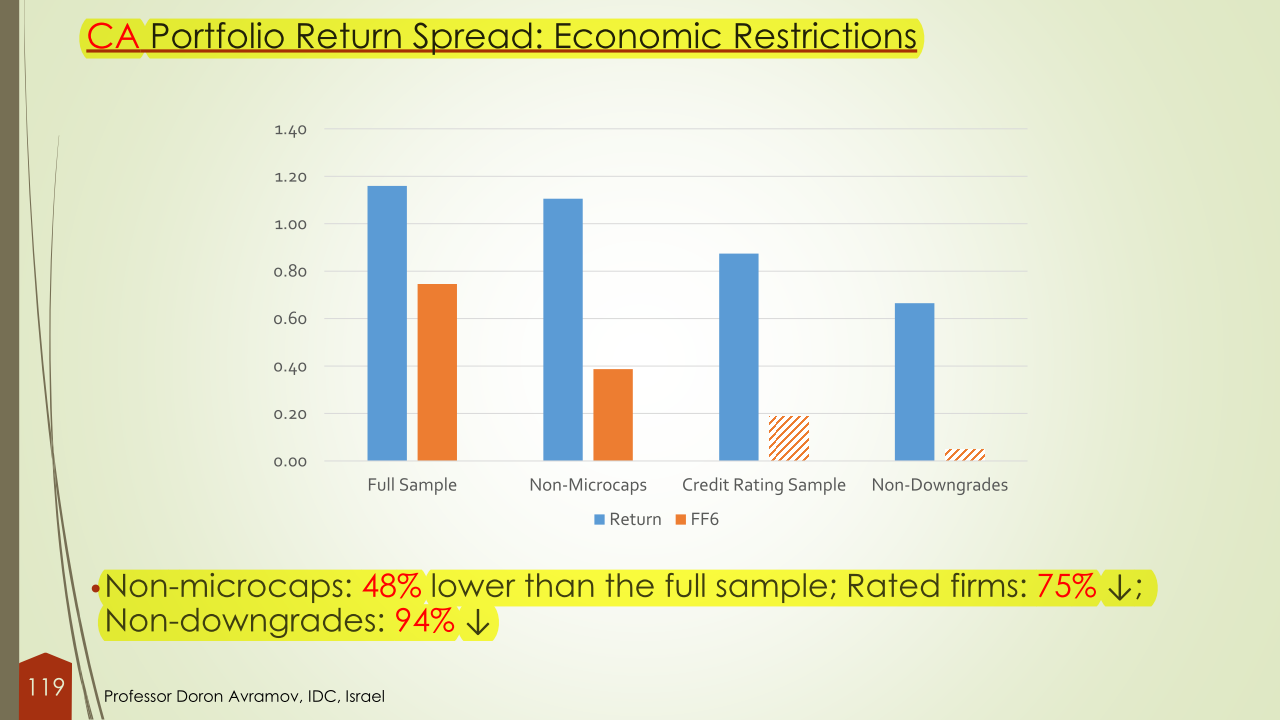 CA Portfolio Return Spread: Economic Restrictions
1.40
1.20
1.00
0.80
0.60
0.40
0.20
0.00
Full Sample
Non-Microcaps
Credit Rating Sample
Non-Downgrades
Return
FF6
•Non-microcaps: 48% lower than the full sample; Rated firms: 75% ↓;
Non-downgrades: 94% ↓
119
Professor Doron Avramov, IDC, Israel